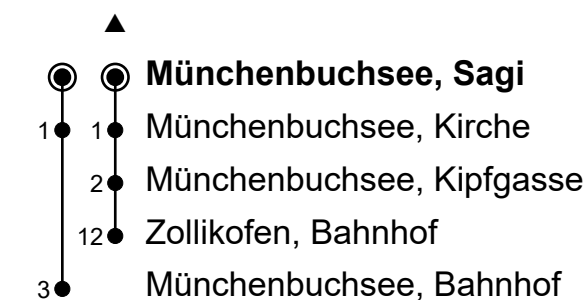 ▲
Münchenbuchsee, Sagi
1 1 Münchenbuchsee, Kirche
2 Münchenbuchsee, Kipfgasse
12 Zollikofen, Bahnhof
3 Münchenbuchsee, Bahnhof